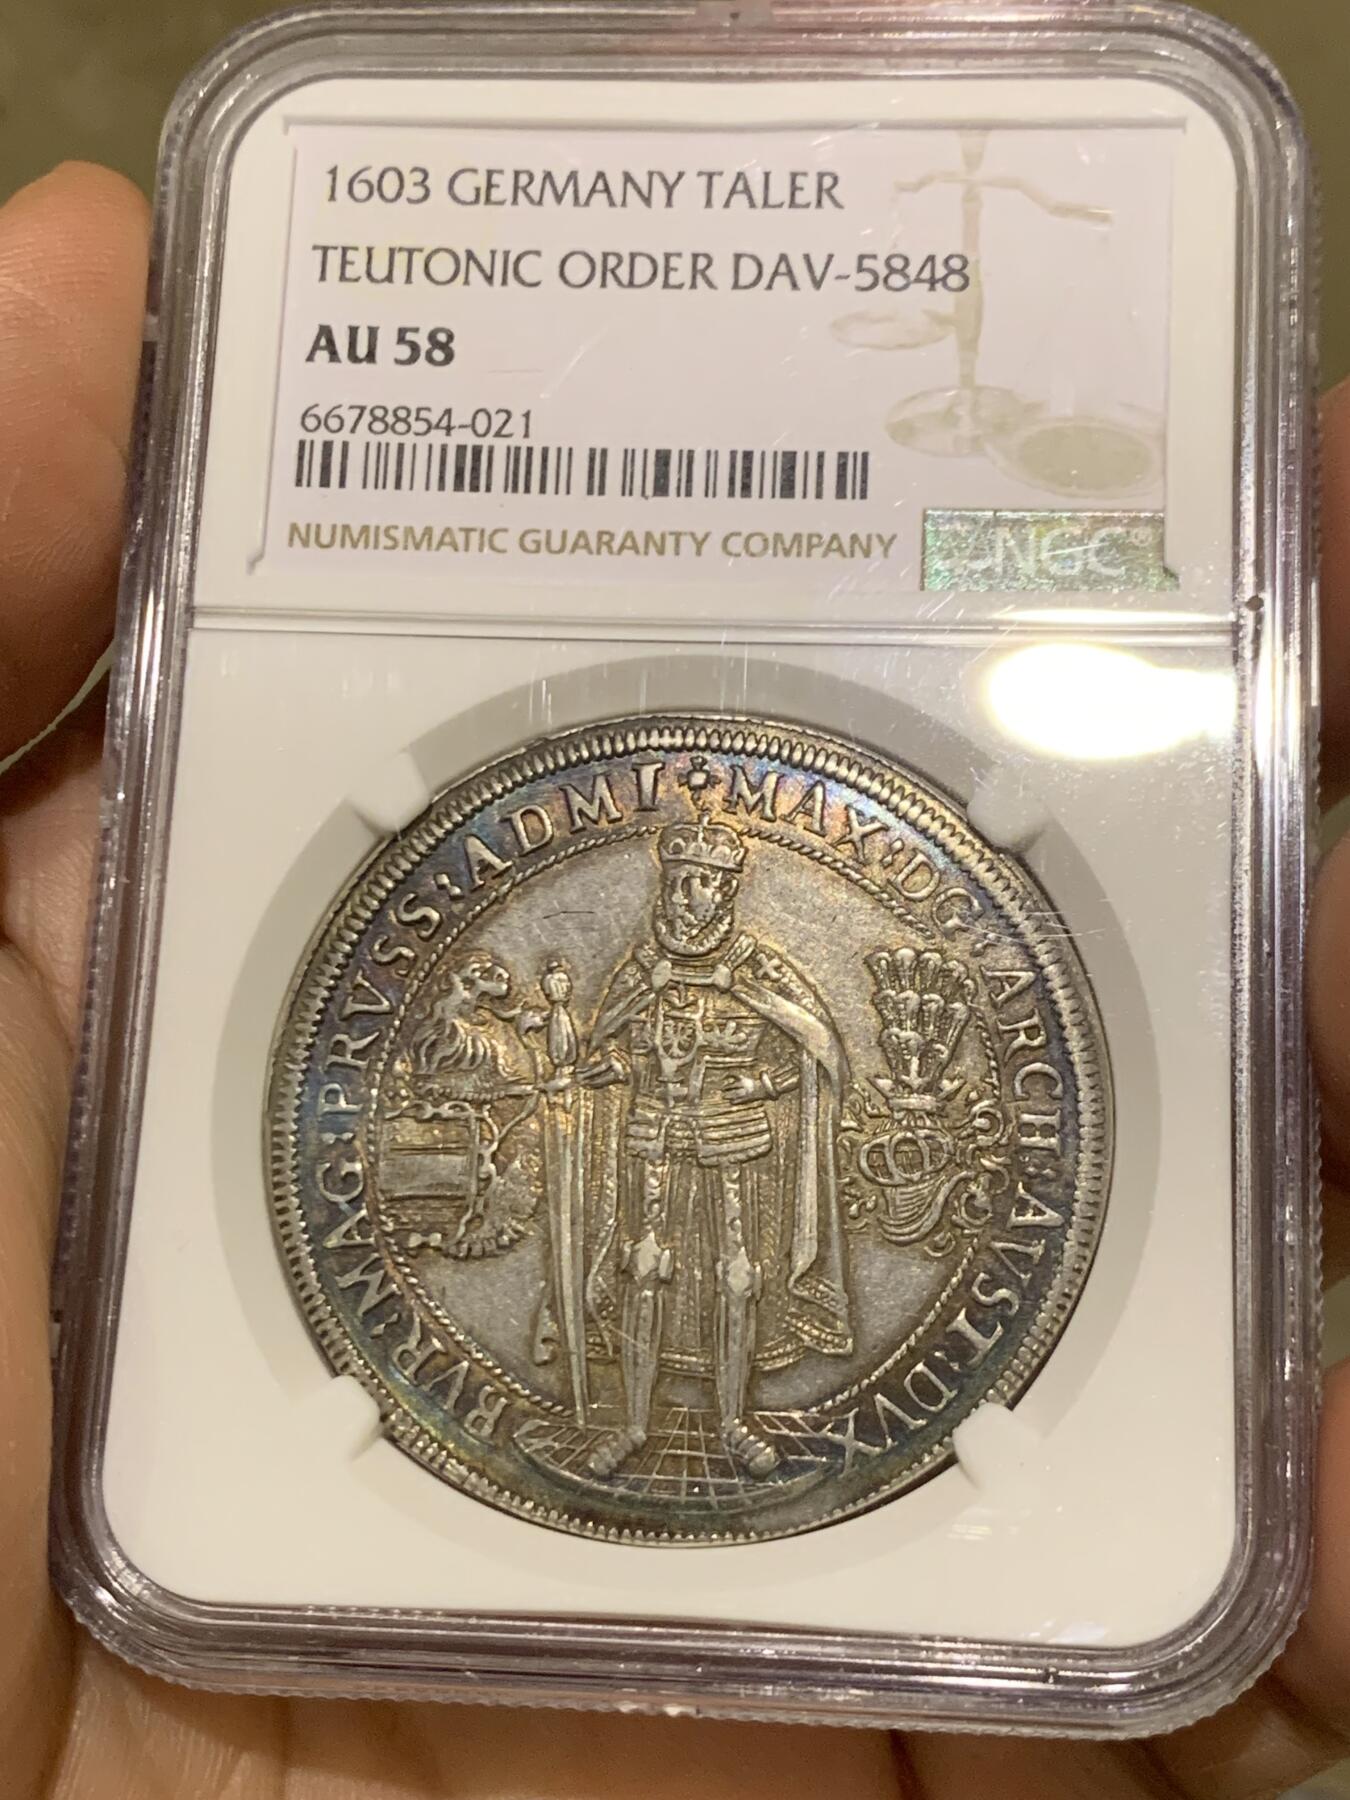 1603 GERMANY TALER
TEUTONIC ORDER DAV-5848
AU 58
6678854-021
NUMISMATIC GUARANTY COMPANY
NGC®
MAX: DG: ARCH: AVST: DVX BVR: MAG: PRVSS: ADMI